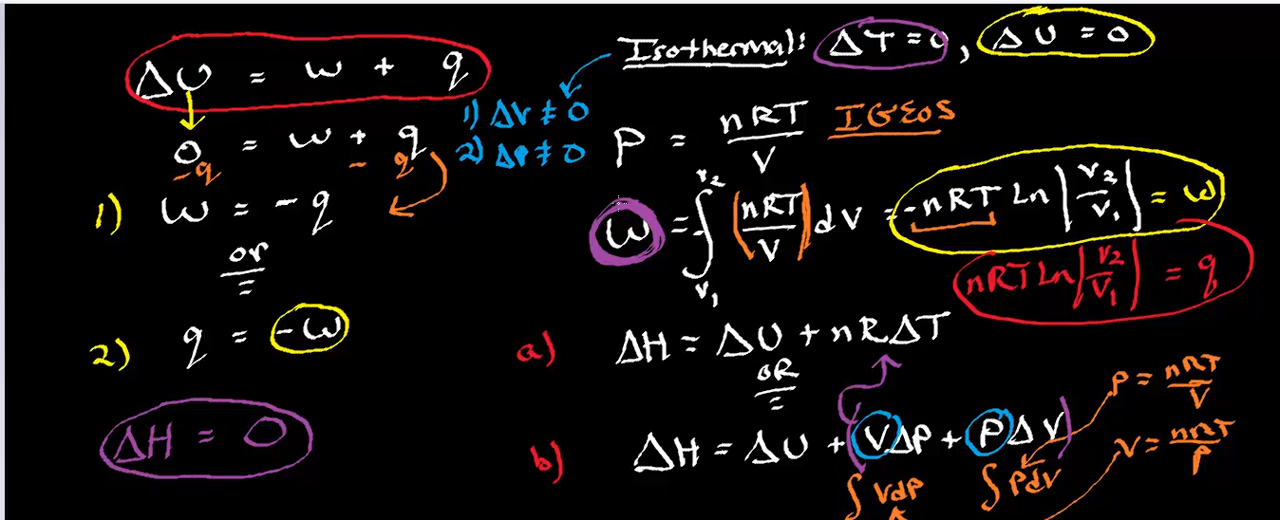 ΔU = w + q
0 = w + q
-q - q
1) w = -q
or
2) q = -w
ΔH = 0
Isothermal: ΔT = 0, ΔU = 0
1) ΔV ≠ 0
2) ΔP ≠ 0
P = nRT/V IGEOS
w = -∫_{V1}^{V2} (nRT/V) dV = -nRT Ln|V2/V1| = w
nRT Ln|V2/V1| = q
a) ΔH = ΔU + nRΔT
OR
b) ΔH = ΔU + (VΔP + PΔV)
P = nRT/V
V = nRT/P
∫VdP ∫PdV